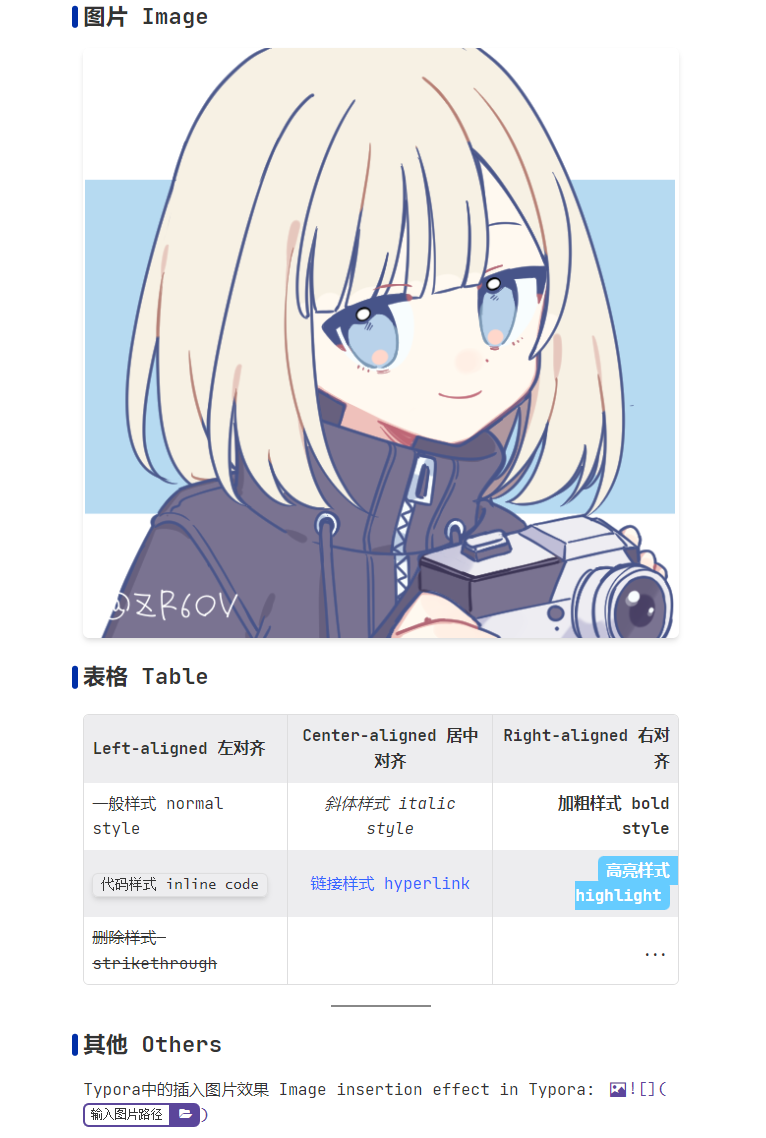 图片 Image
@ZR60V
表格 Table
Left-aligned 左对齐
Center-aligned 居中
对齐
Right-aligned 右对
齐
一般样式 normal
style
斜体样式 italic
style
加粗样式 bold
style
代码样式 inline code
链接样式 hyperlink
高亮样式
highlight
删除样式
strikethrough
...
其他 Others
Typora中的插入图片效果 Image insertion effect in Typora: ![](
输入图片路径 )